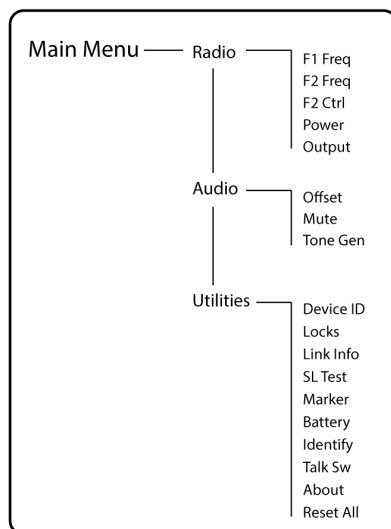 Main Menu
Radio
F1 Freq
F2 Freq
F2 Ctrl
Power
Output
Audio
Offset
Mute
Tone Gen
Utilities
Device ID
Locks
Link Info
SL Test
Marker
Battery
Identify
Talk Sw
About
Reset All